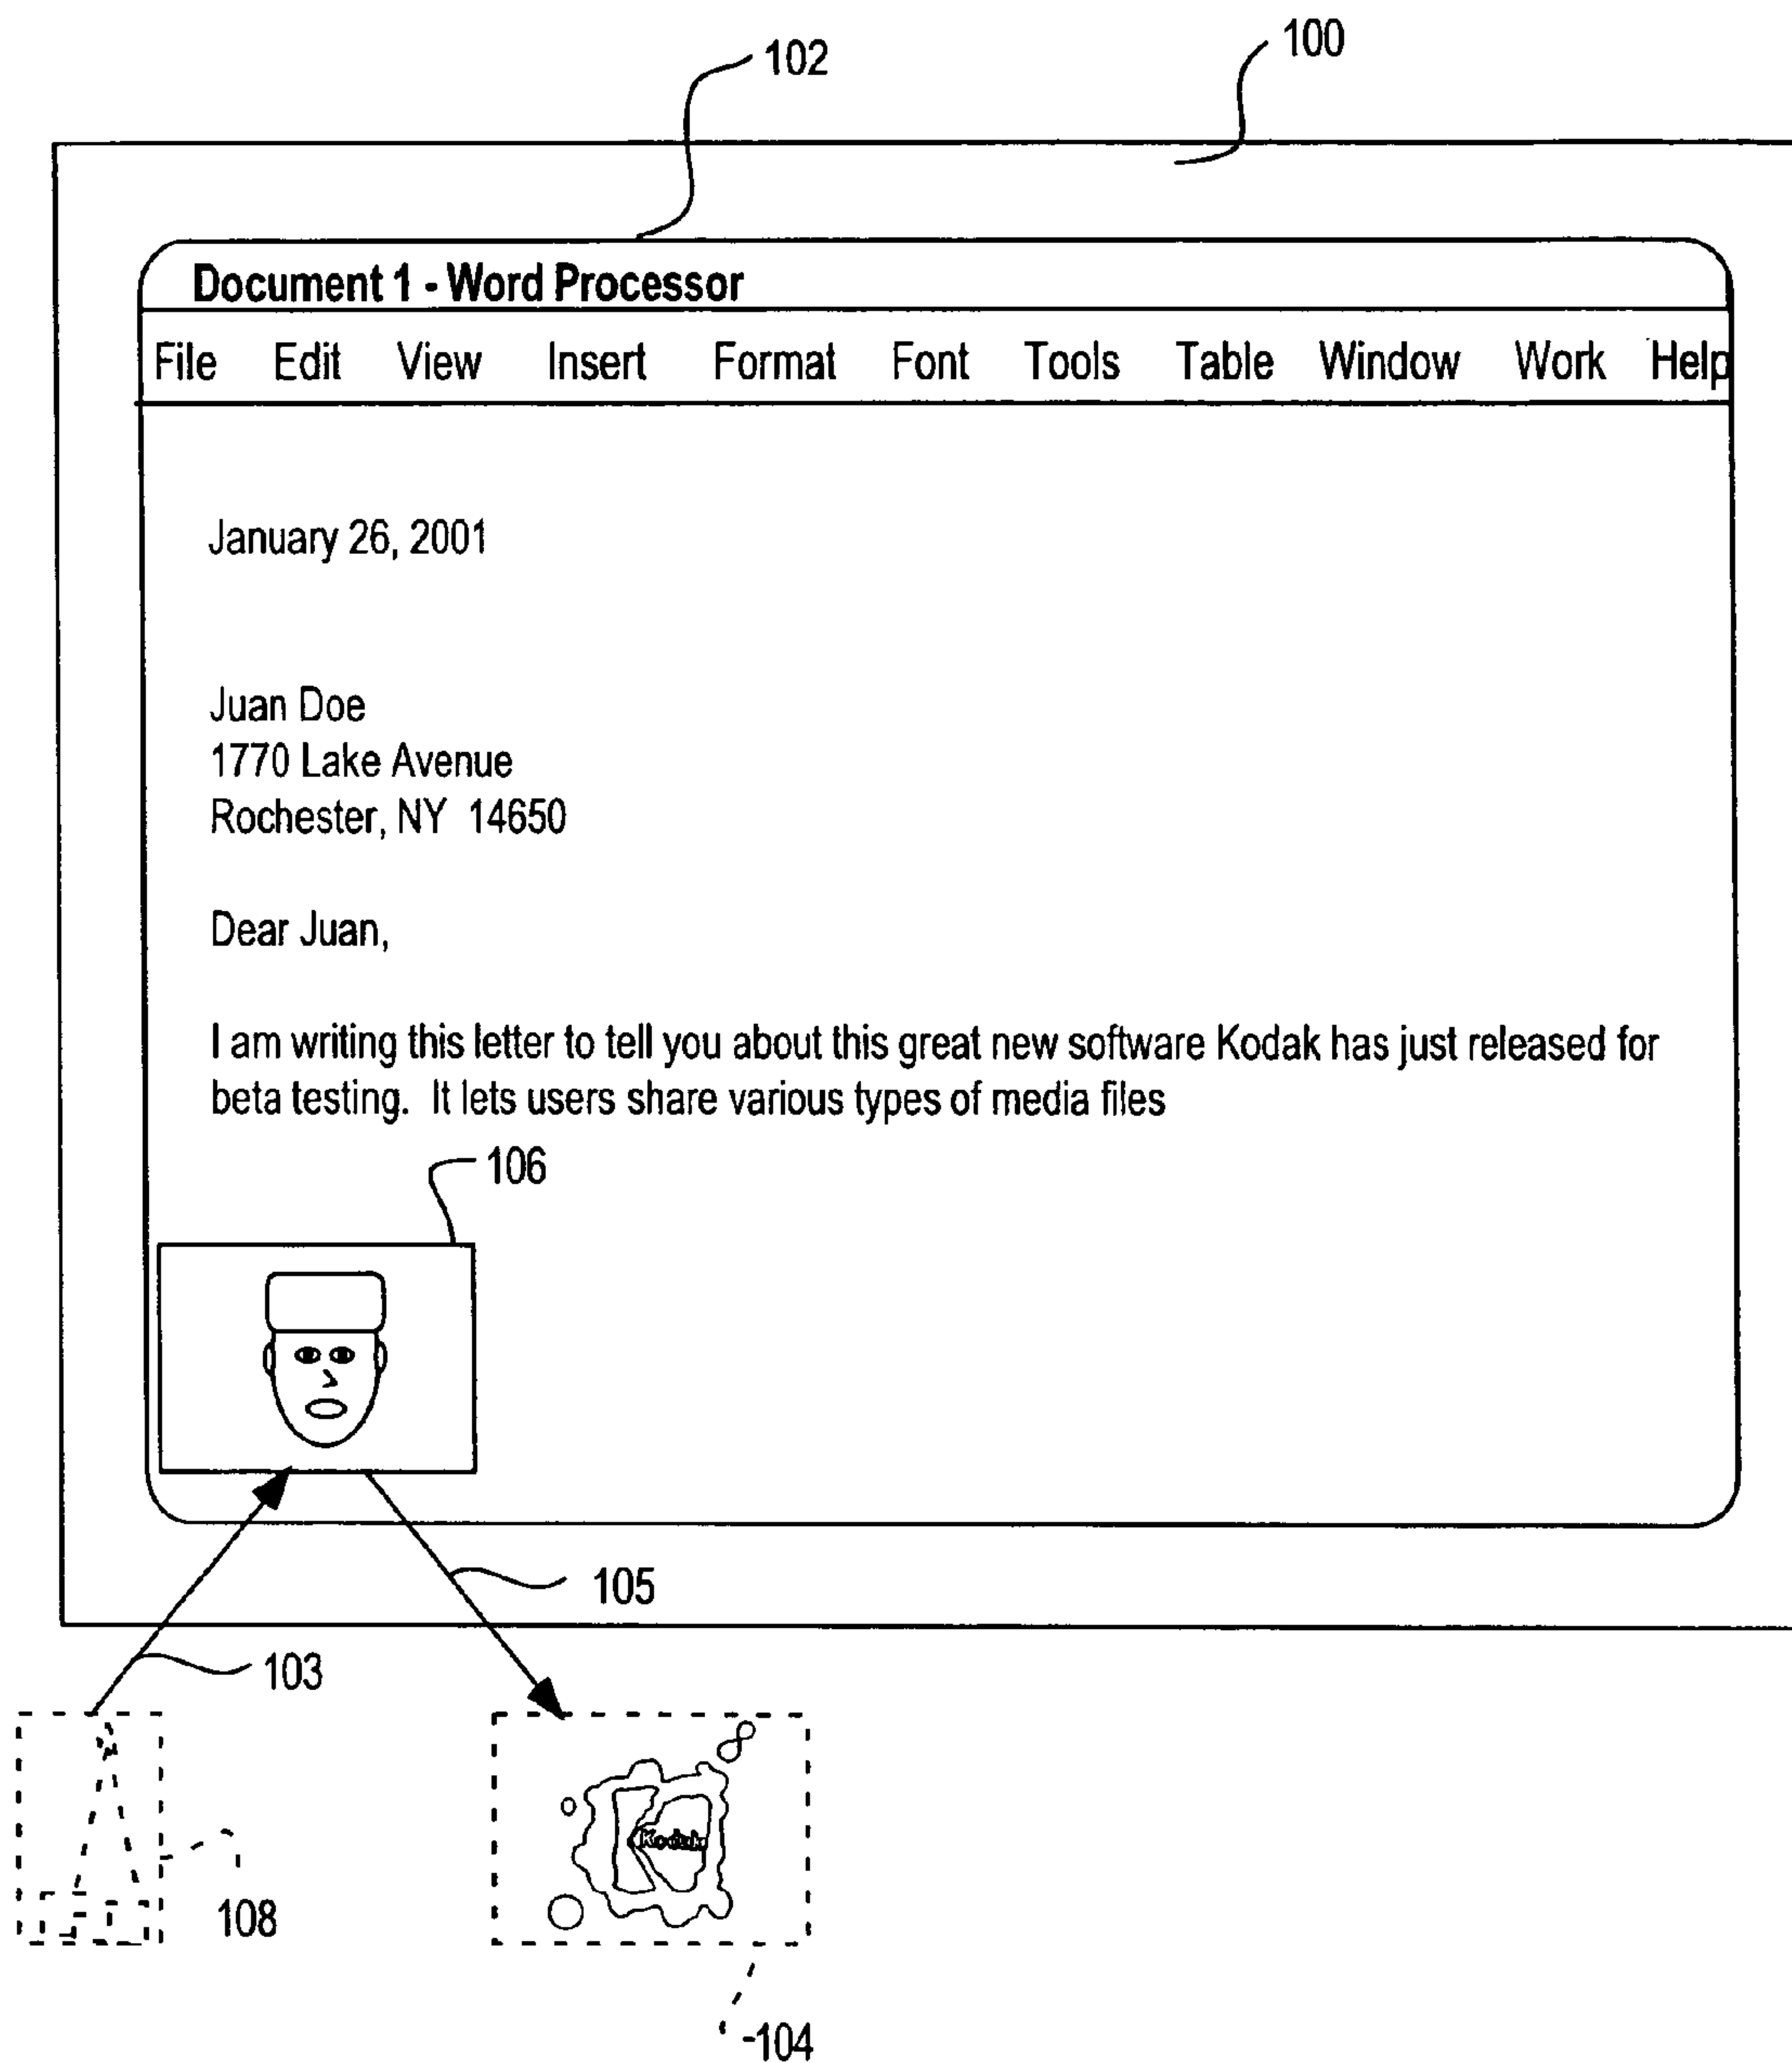 102
100
Document 1 - Word Processor
File Edit View Insert Format Font Tools Table Window Work Help
January 26, 2001
Juan Doe
1770 Lake Avenue
Rochester, NY 14650
Dear Juan,
I am writing this letter to tell you about this great new software Kodak has just released for
beta testing. It lets users share various types of media files
106
105
103
Kodak
108
104